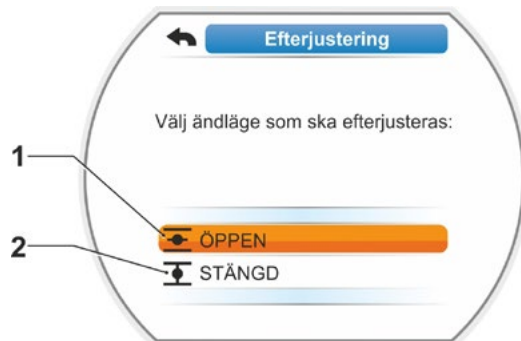 Efterjustering
Välj ändläge som ska efterjusteras:
1
ÖPPEN
2
STÄNGD